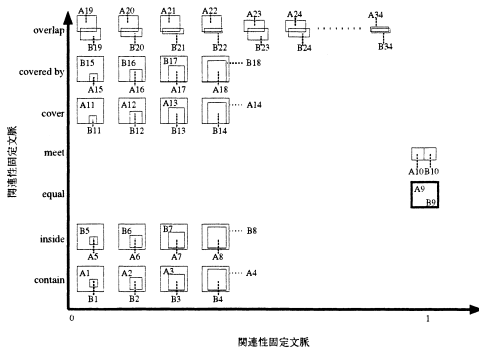 A19 A20 A21 A22 A23 A24 A34
overlap
B19 B20 B21 B22 B23 B24 B34
covered by B15 B16 B17 B18
A15 A16 A17 A18
cover A11 A12 A13 A14
B11 B12 B13 B14
meet
A10 B10
equal A9
B9
inside B5 B6 B7 B8
A5 A6 A7 A8
contain A1 A2 A3 A4
B1 B2 B3 B4
0 1
関連性固定文脈
関連性固定文脈